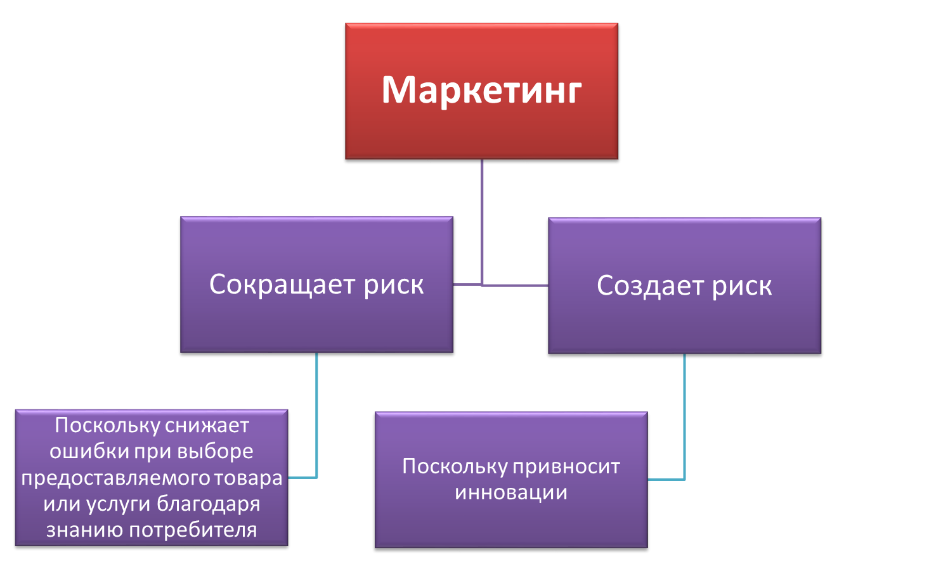 Маркетинг
Сокращает риск
Создает риск
Поскольку снижает
ошибки при выборе
предоставляемого товара
или услуги благодаря
знанию потребителя
Поскольку привносит
инновации